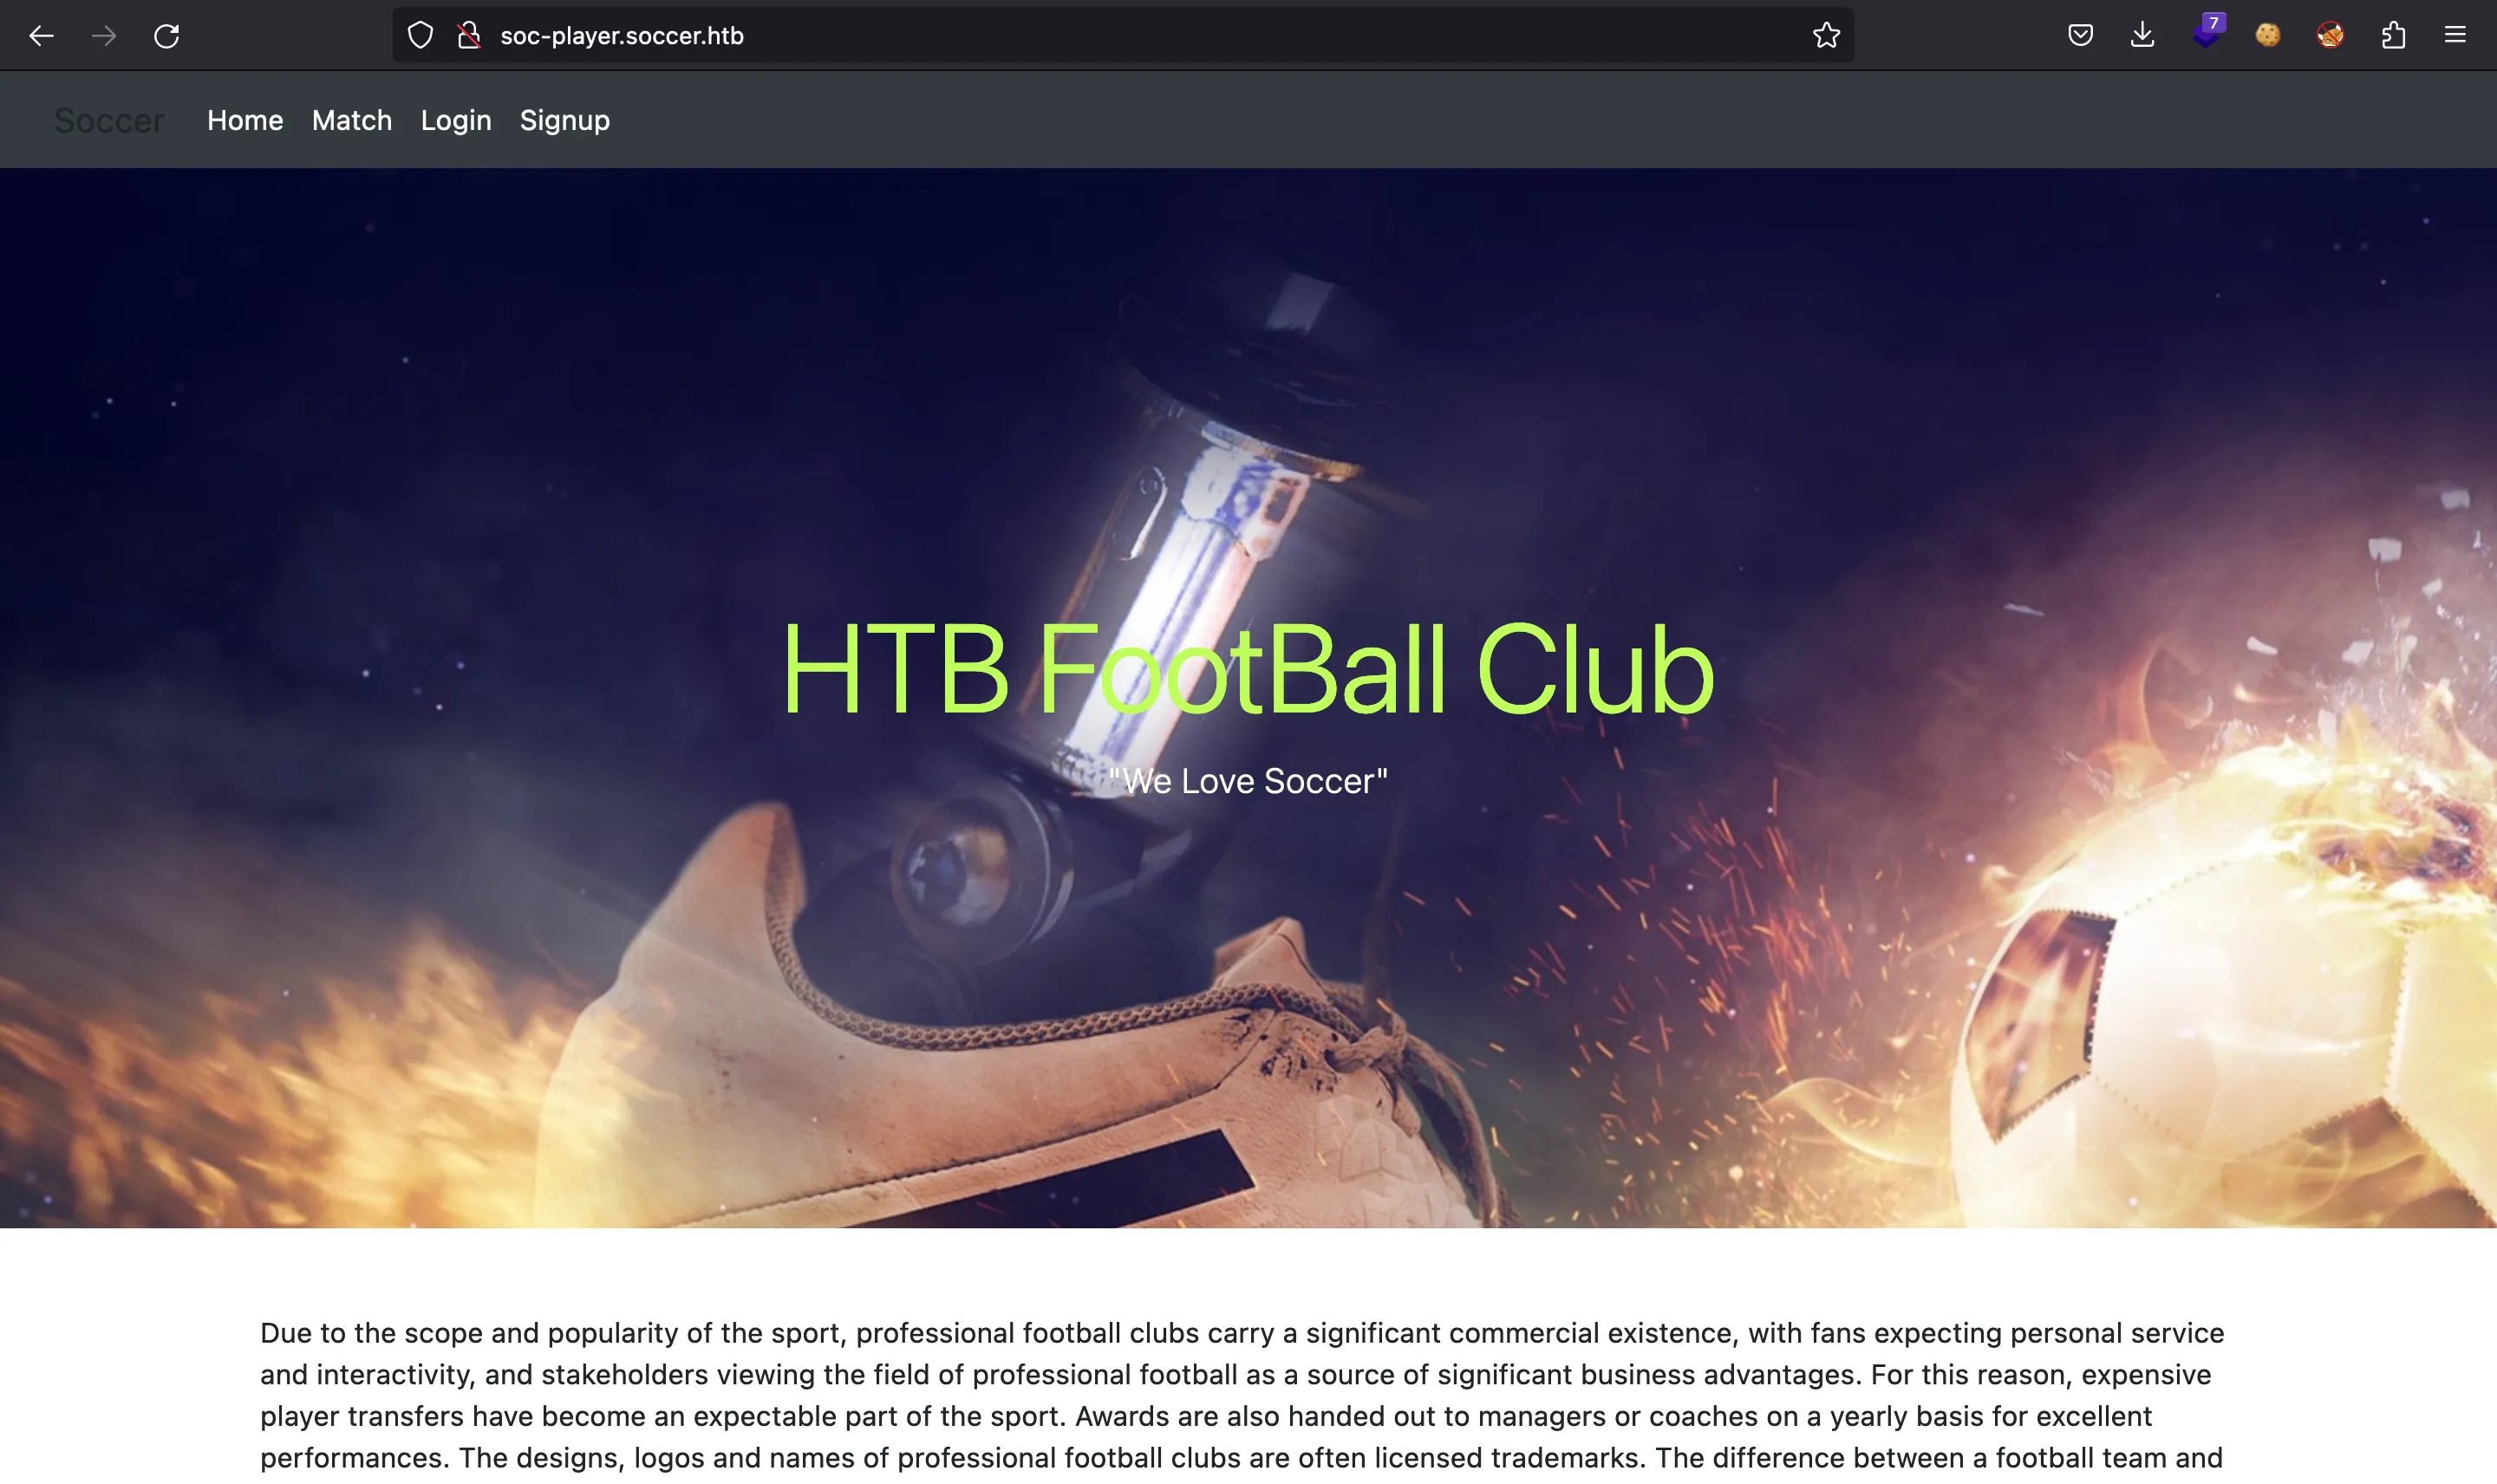 soc-player.soccer.htb
7
Soccer Home Match Login Signup
HTB FootBall Club
"We Love Soccer"
Due to the scope and popularity of the sport, professional football clubs carry a significant commercial existence, with fans expecting personal service
and interactivity, and stakeholders viewing the field of professional football as a source of significant business advantages. For this reason, expensive
player transfers have become an expectable part of the sport. Awards are also handed out to managers or coaches on a yearly basis for excellent
performances. The designs, logos and names of professional football clubs are often licensed trademarks. The difference between a football team and